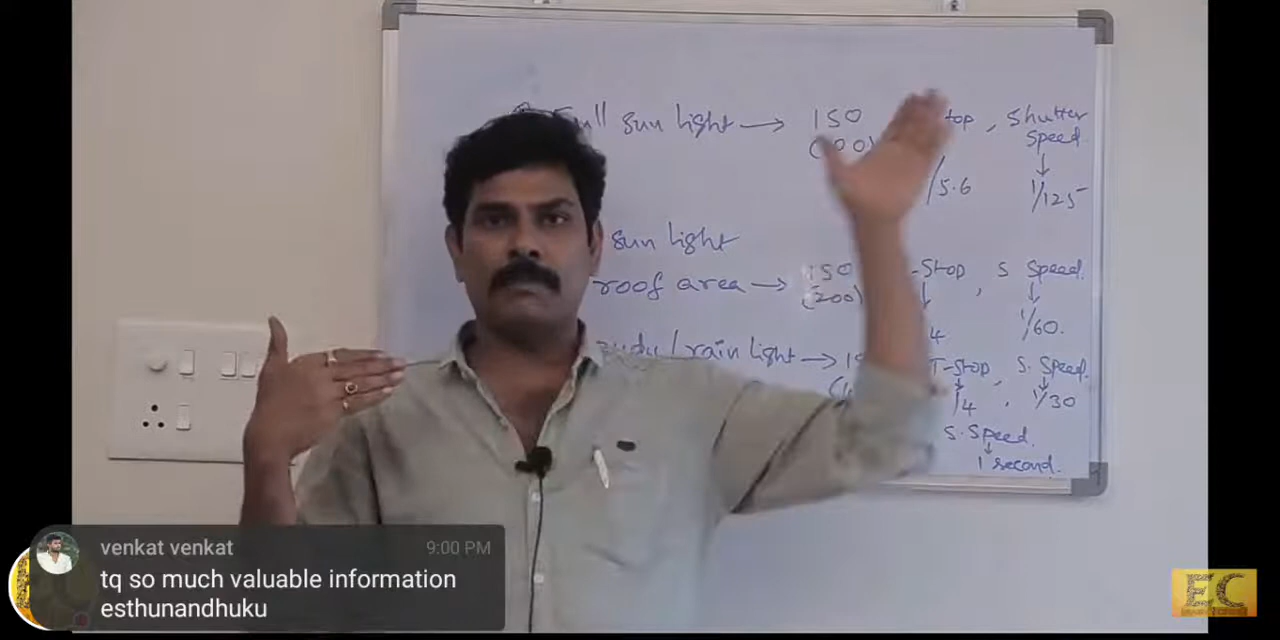 Full sun light → 150 , Shutter
Speed
/5.6 1/125
sun light
roof area → 150 -Stop , S Speed
(200) 4 1/60.
/ rain light → T-Stop , S. Speed.
/4 . 1/30
S. Speed.
1 second.
venkat venkat 9:00 PM
tq so much valuable information
esthunandhuku
EC